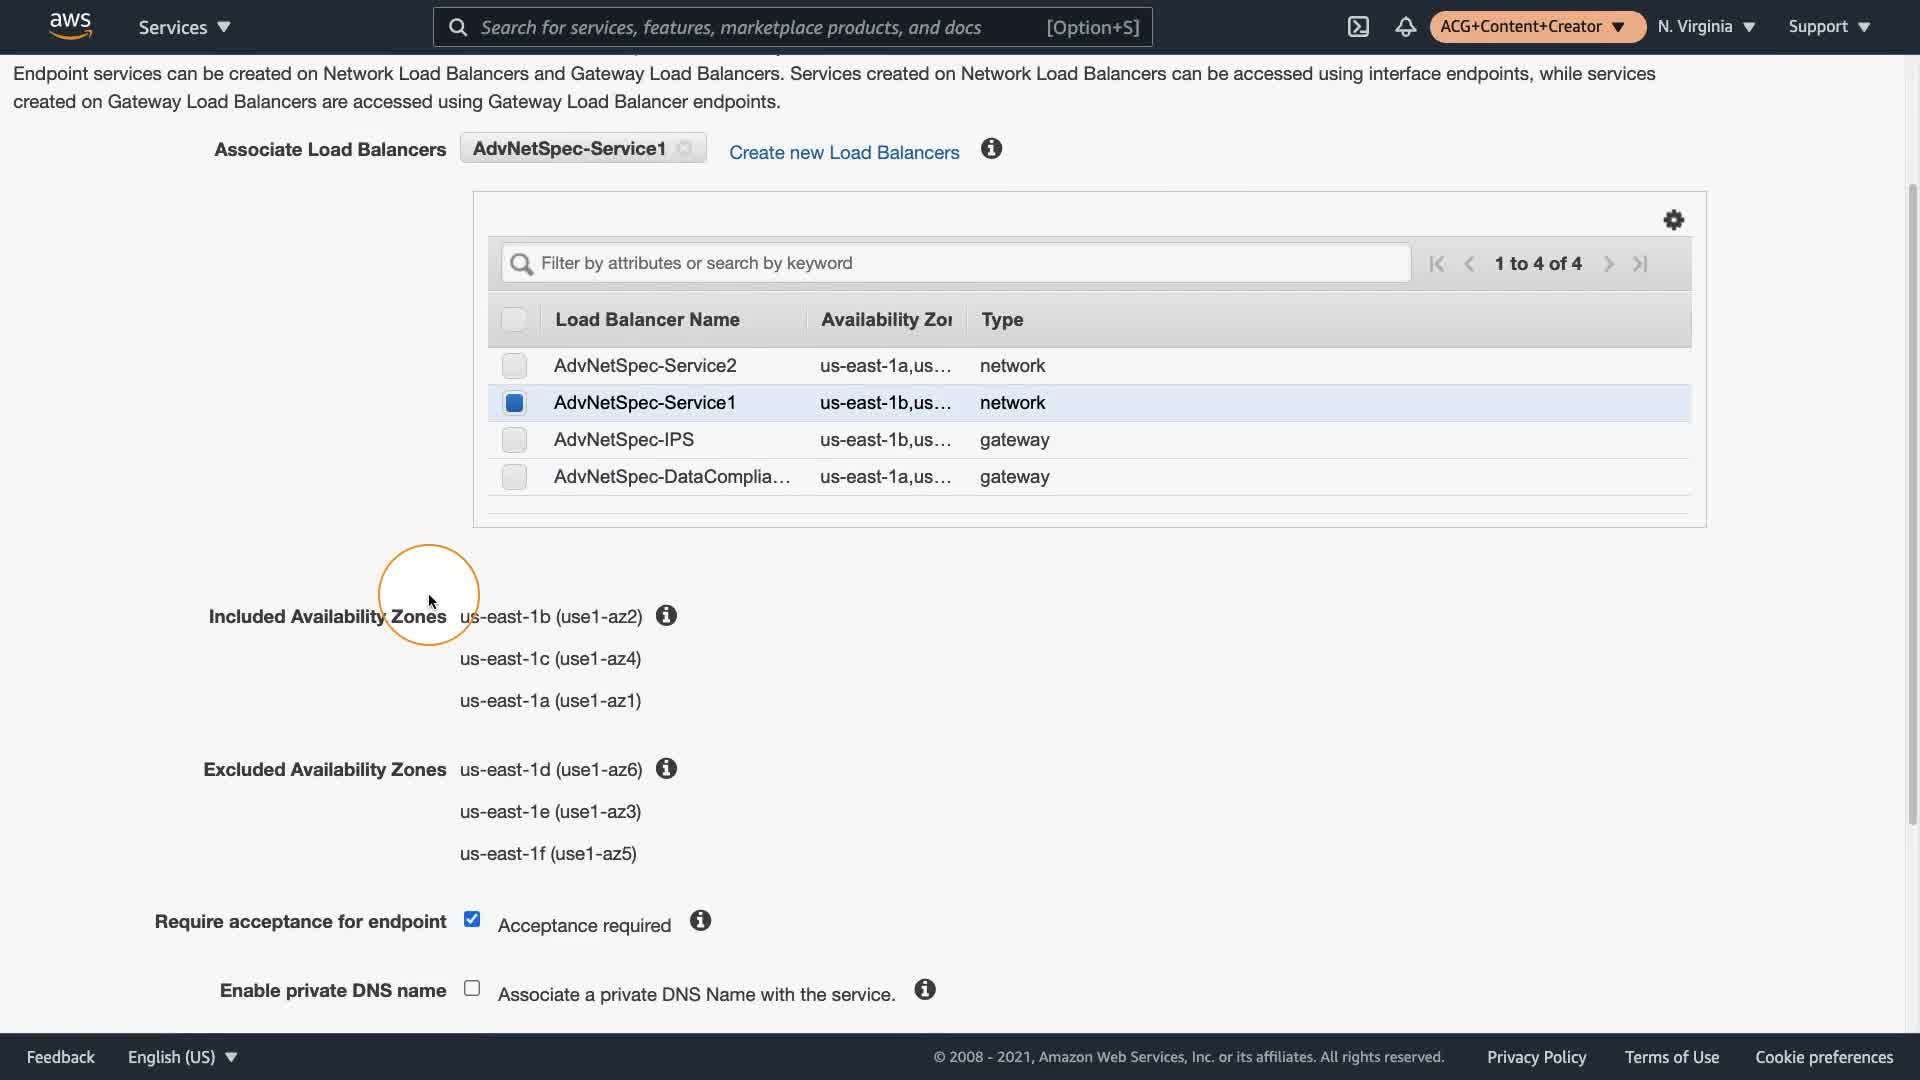 aws
Services
Search for services, features, marketplace products, and docs
[Option+S]
ACG+Content+Creator
N. Virginia
Support
Endpoint services can be created on Network Load Balancers and Gateway Load Balancers. Services created on Network Load Balancers can be accessed using interface endpoints, while services
created on Gateway Load Balancers are accessed using Gateway Load Balancer endpoints.
Associate Load Balancers
AdvNetSpec-Service1
Create new Load Balancers
Filter by attributes or search by keyword
1 to 4 of 4
Load Balancer Name Availability Zor Type
AdvNetSpec-Service2 us-east-1a,us... network
AdvNetSpec-Service1 us-east-1b,us... network
AdvNetSpec-IPS us-east-1b,us... gateway
AdvNetSpec-DataComplia... us-east-1a,us... gateway
Included Availability Zones us-east-1b (use1-az2)
us-east-1c (use1-az4)
us-east-1a (use1-az1)
Excluded Availability Zones us-east-1d (use1-az6)
us-east-1e (use1-az3)
us-east-1f (use1-az5)
Require acceptance for endpoint Acceptance required
Enable private DNS name Associate a private DNS Name with the service.
Feedback English (US) © 2008 - 2021, Amazon Web Services, Inc. or its affiliates. All rights reserved. Privacy Policy Terms of Use Cookie preferences